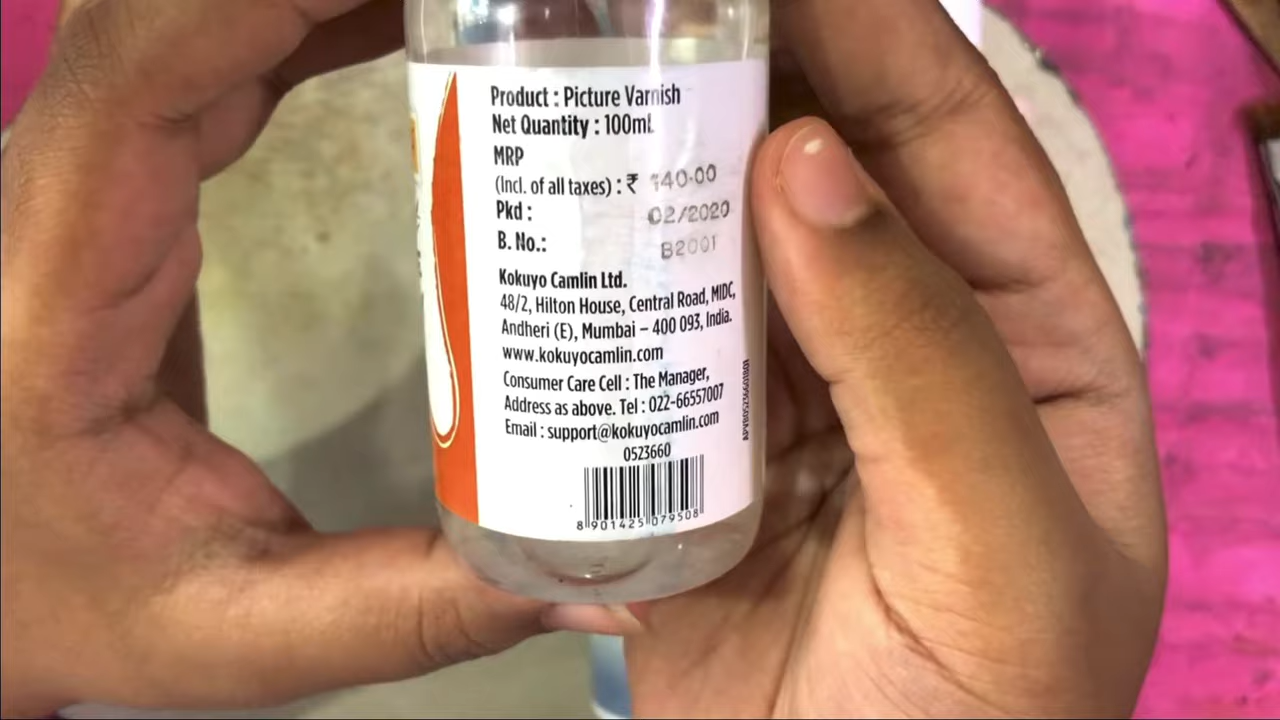 Product : Picture Varnish
Net Quantity : 100ml.
MRP
(Incl. of all taxes) : ₹ 140.00
Pkd : 02/2020
B. No.: B2001
Kokuyo Camlin Ltd.
48/2, Hilton House, Central Road, MIDC,
Andheri (E), Mumbai – 400 093, India.
www.kokuyocamlin.com
Consumer Care Cell : The Manager,
Address as above. Tel : 022-66557007
Email : support@kokuyocamlin.com
0523660
8 901425 079508